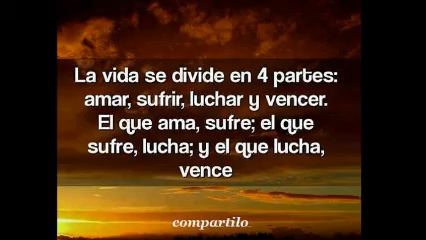 La vida se divide en 4 partes:
amar, sufrir, luchar y vencer.
El que ama, sufre; el que
sufre, lucha; y el que lucha,
vence
compartilo